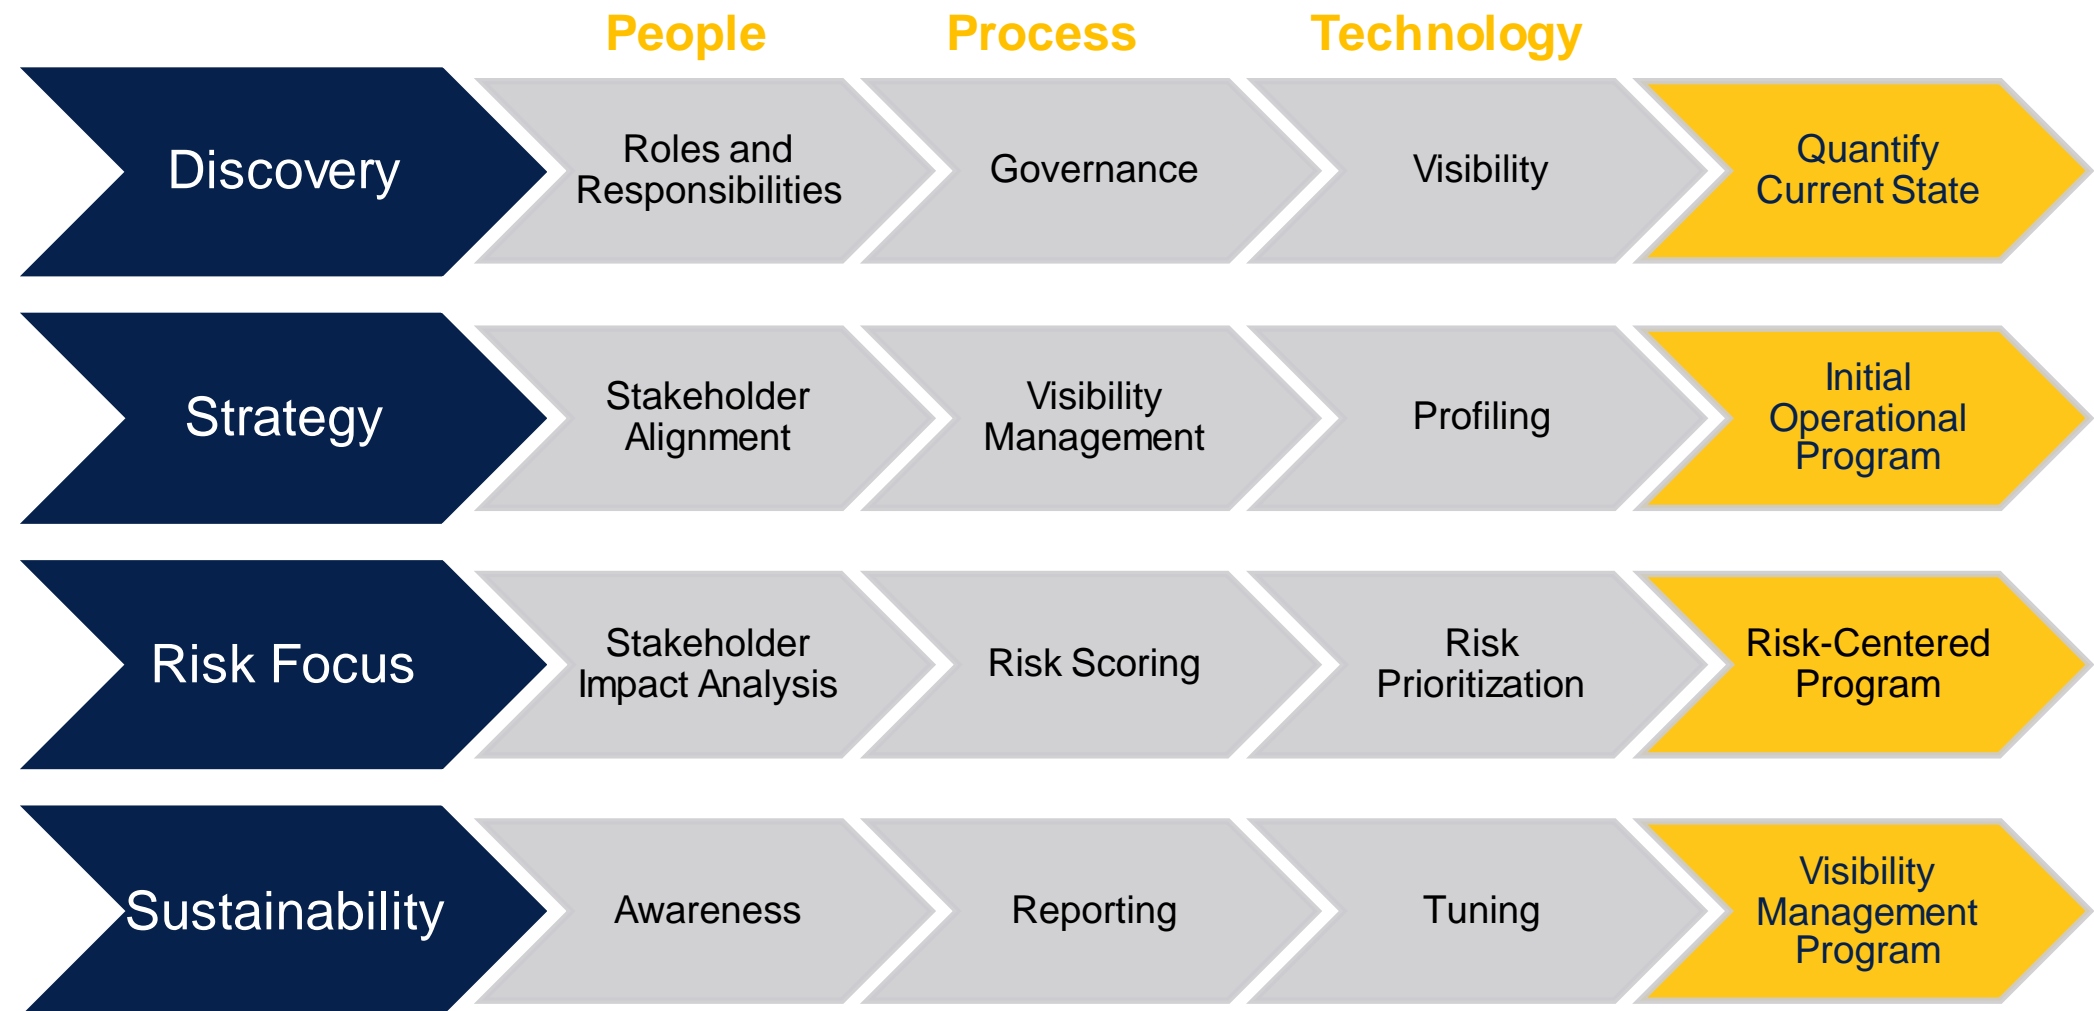 People Process Technology
Discovery
Roles and
Responsibilities
Governance
Visibility
Quantify
Current State
Strategy
Stakeholder
Alignment
Visibility
Management
Profiling
Initial
Operational
Program
Risk Focus
Stakeholder
Impact Analysis
Risk Scoring
Risk
Prioritization
Risk-Centered
Program
Sustainability
Awareness
Reporting
Tuning
Visibility
Management
Program